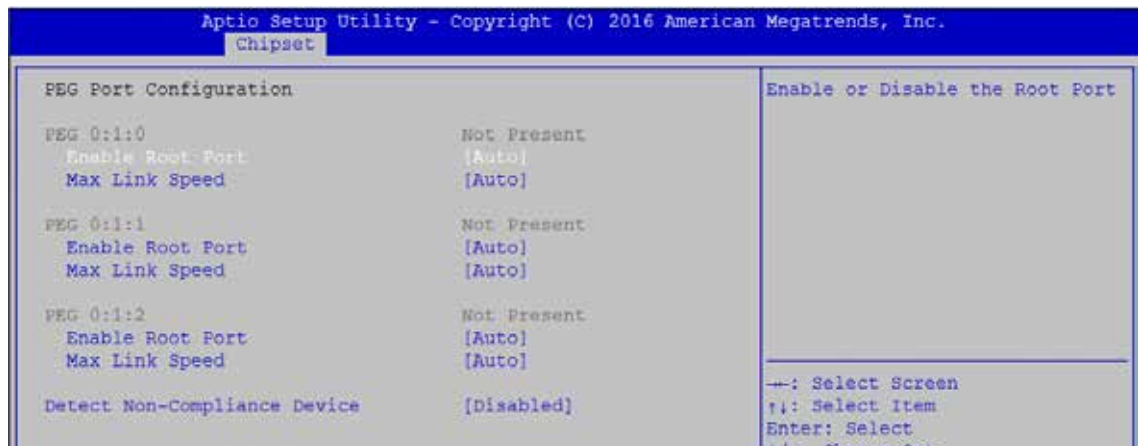 Aptio Setup Utility - Copyright (C) 2016 American Megatrends, Inc.
Chipset
PEG Port Configuration
PEG 0:1:0 Not Present
Enable Root Port [Auto]
Max Link Speed [Auto]
PEG 0:1:1 Not Present
Enable Root Port [Auto]
Max Link Speed [Auto]
PEG 0:1:2 Not Present
Enable Root Port [Auto]
Max Link Speed [Auto]
Detect Non-Compliance Device [Disabled]
Enable or Disable the Root Port
→←: Select Screen
↑↓: Select Item
Enter: Select